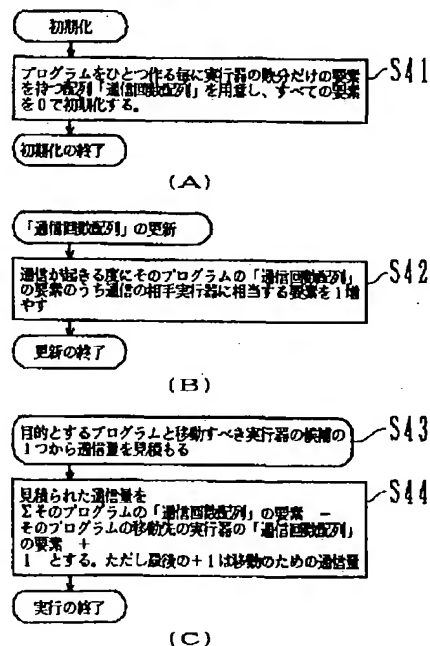 初期化
プログラムをひとつ作る毎に実行器の数分だけの要素
S41
を持つ配列「通信回数配列」を用意し、すべての要素
を0で初期化する。
初期化の終了
(A)
「通信回数配列」の更新
通信が起きる度にそのプログラムの「通信回数配列」
S42
の要素のうち通信の相手実行器に相当する要素を1増
やす
更新の終了
(B)
目的とするプログラムと移動すべき実行器の候補の
S43
1つから通信量を見積もる
見積られた通信量を
S44
Σそのプログラムの「通信回数配列」の要素 －
そのプログラムの移動先の実行器の「通信回数配列」
の要素 ＋
1 とする。ただし最後の+1は移動のための通信量
実行の終了
(C)